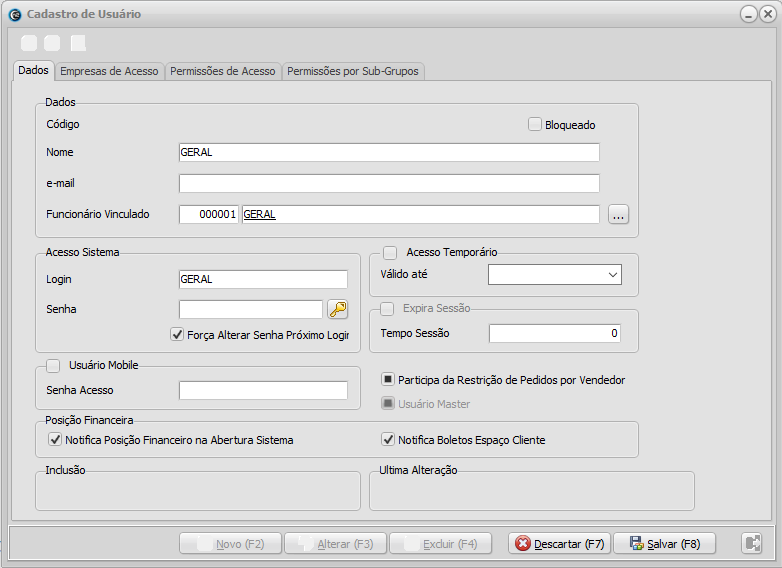 Cadastro de Usuário
Dados Empresas de Acesso Permissões de Acesso Permissões por Sub-Grupos
Dados
Código
Bloqueado
Nome GERAL
e-mail
Funcionário Vinculado 000001 GERAL ...
Acesso Sistema
Login GERAL
Senha
Força Alterar Senha Próximo Login
Acesso Temporário
Válido até
Expira Sessão
Tempo Sessão 0
Usuário Mobile
Senha Acesso
Participa da Restrição de Pedidos por Vendedor
Usuário Master
Posição Financeira
Notifica Posição Financeiro na Abertura Sistema Notifica Boletos Espaço Cliente
Inclusão Ultima Alteração
Novo (F2) Alterar (F3) Excluir (F4) Descartar (F7) Salvar (F8)